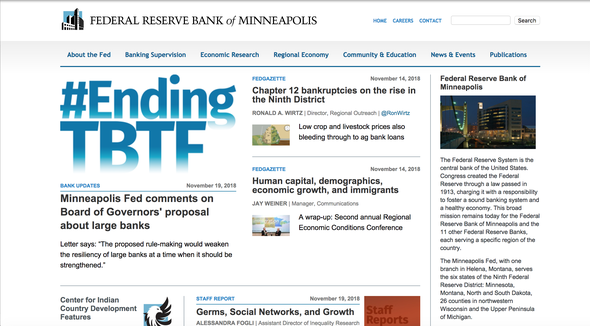 FEDERAL RESERVE BANK of MINNEAPOLIS
HOME CAREERS CONTACT
Search
About the Fed Banking Supervision Economic Research Regional Economy Community & Education News & Events Publications
#Ending
TBTF
BANK UPDATES November 19, 2018
Minneapolis Fed comments on
Board of Governors' proposal
about large banks
Letter says: "The proposed rule-making would weaken
the resiliency of large banks at a time when it should be
strengthened."
FEDGAZETTE November 14, 2018
Chapter 12 bankruptcies on the rise in
the Ninth District
RONALD A. WIRTZ | Director, Regional Outreach | @RonWirtz
Low crop and livestock prices also
bleeding through to ag bank loans
FEDGAZETTE November 14, 2018
Human capital, demographics,
economic growth, and immigrants
JAY WEINER | Manager, Communications
A wrap-up: Second annual Regional
Economic Conditions Conference
Federal Reserve Bank of
Minneapolis
The Federal Reserve System is the
central bank of the United States.
Congress created the Federal
Reserve through a law passed in
1913, charging it with a responsibility
to foster a sound banking system and
a healthy economy. This broad
mission remains today for the Federal
Reserve Bank of Minneapolis and the
11 other Federal Reserve Banks,
each serving a specific region of the
country.
The Minneapolis Fed, with one
branch in Helena, Montana, serves
the six states of the Ninth Federal
Reserve District: Minnesota,
Montana, North and South Dakota,
26 counties in northwestern
Wisconsin and the Upper Peninsula
of Michigan.
Center for Indian
Country Development
Features
STAFF REPORT November 19, 2018
Germs, Social Networks, and Growth
ALESSANDRA FOGLI | Assistant Director of Inequality Research
Staff
Reports